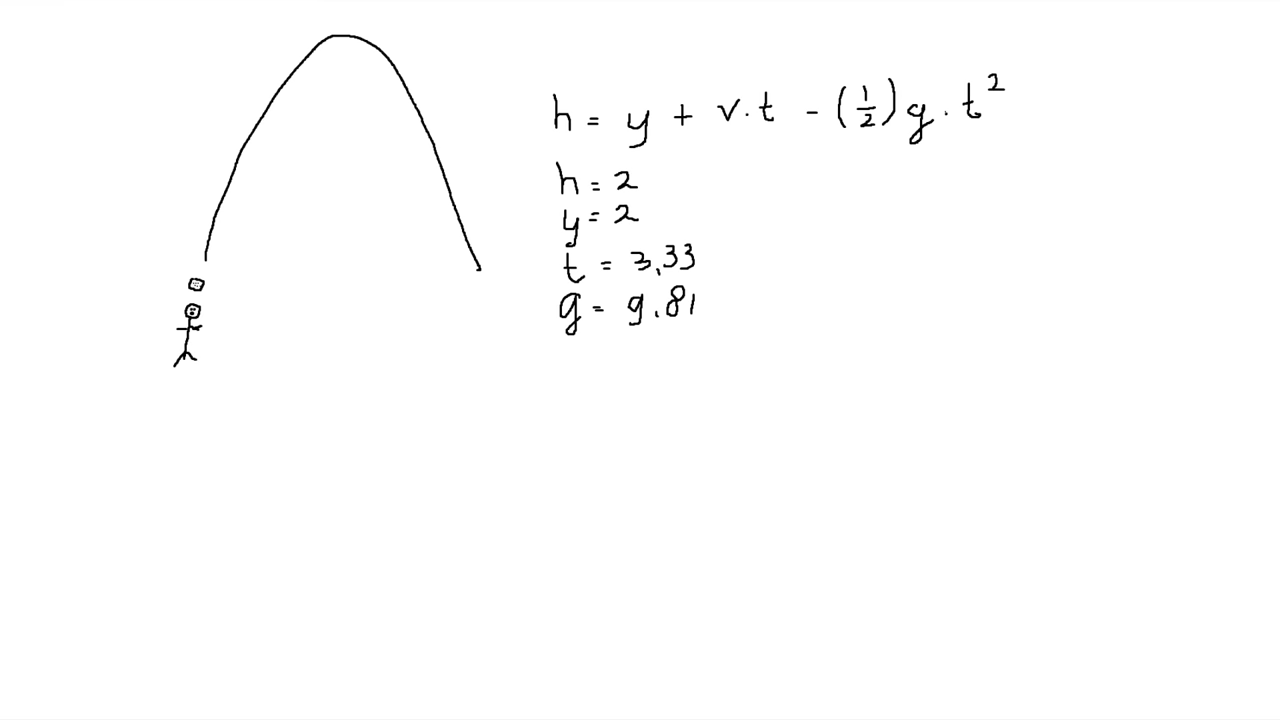 h = y + v.t - (1/2) g . t²
h = 2
y = 2
t = 3.33
g = 9.81